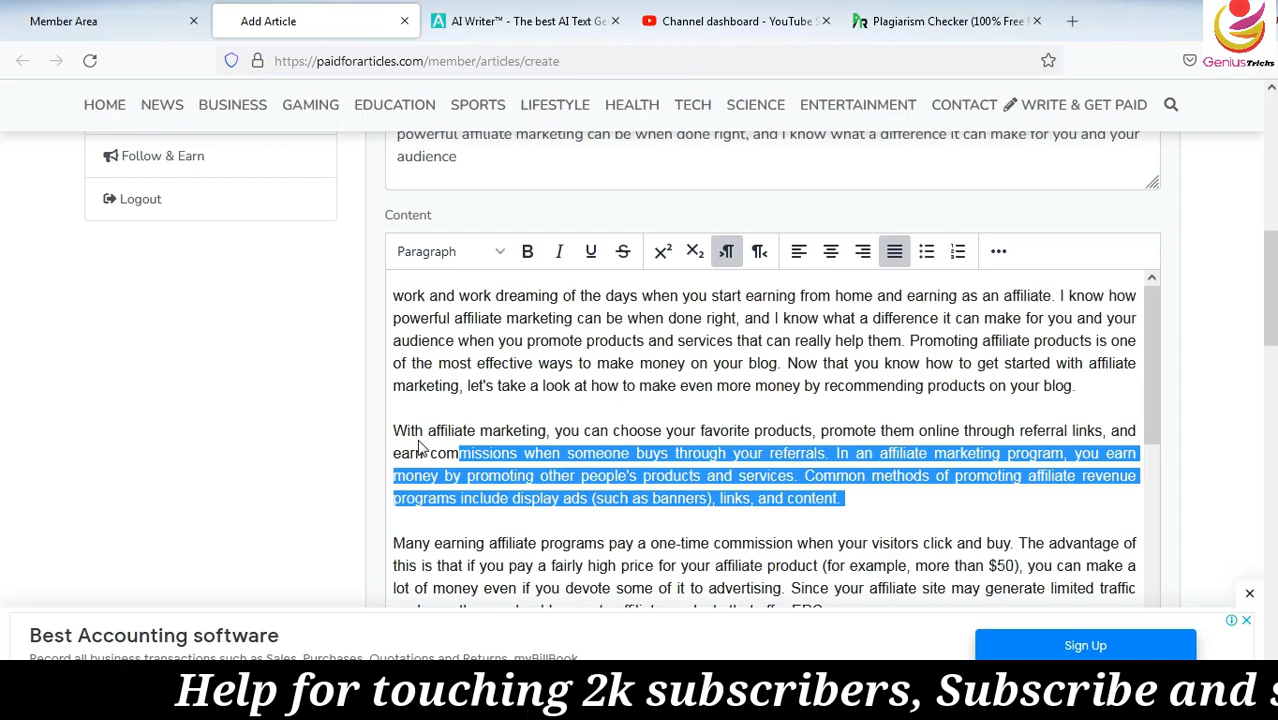 Member Area
Add Article
AI Writer™ - The best AI Text Ge
Channel dashboard - YouTube S
Plagiarism Checker (100% Free
GENIUSTRICKS
https://paidforarticles.com/member/articles/create
HOME NEWS BUSINESS GAMING EDUCATION SPORTS LIFESTYLE HEALTH TECH SCIENCE ENTERTAINMENT CONTACT WRITE & GET PAID
powerful affiliate marketing can be when done right, and I know what a difference it can make for you and your
audience
Follow & Earn
Logout
Content
Paragraph
work and work dreaming of the days when you start earning from home and earning as an affiliate. I know how
powerful affiliate marketing can be when done right, and I know what a difference it can make for you and your
audience when you promote products and services that can really help them. Promoting affiliate products is one
of the most effective ways to make money on your blog. Now that you know how to get started with affiliate
marketing, let's take a look at how to make even more money by recommending products on your blog.
With affiliate marketing, you can choose your favorite products, promote them online through referral links, and
earn commissions when someone buys through your referrals. In an affiliate marketing program, you earn
money by promoting other people's products and services. Common methods of promoting affiliate revenue
programs include display ads (such as banners), links, and content.
Many earning affiliate programs pay a one-time commission when your visitors click and buy. The advantage of
this is that if you pay a fairly high price for your affiliate product (for example, more than $50), you can make a
lot of money even if you devote some of it to advertising. Since your affiliate site may generate limited traffic
Best Accounting software
Sign Up
Record all business transactions such as Sales, Purchases, Quotations and Returns. myBillBook
Help for touching 2k subscribers, Subscribe and s